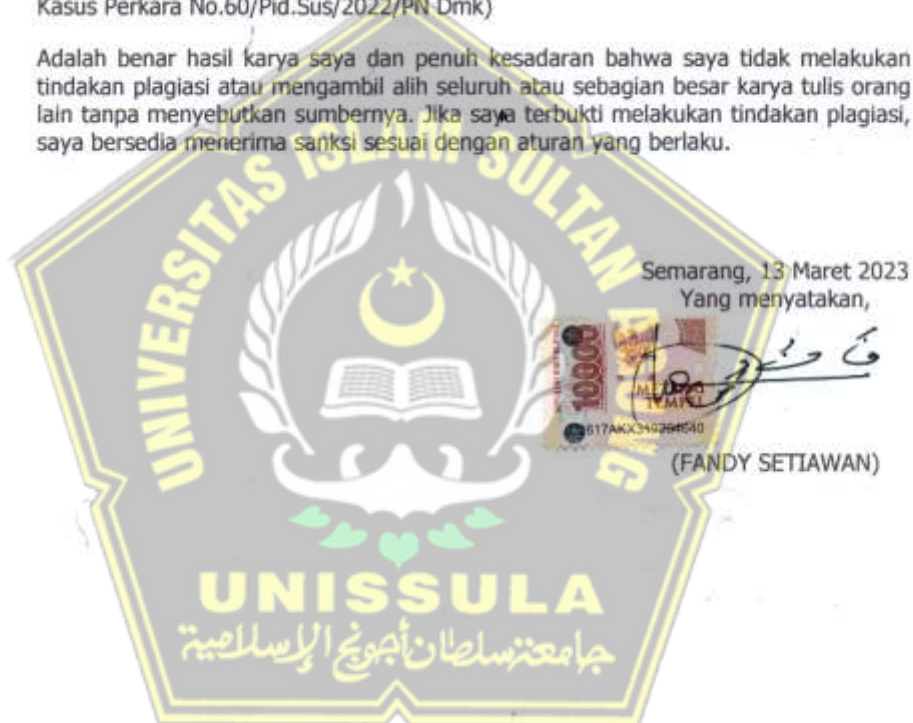 Kasus Perkara No.60/Pid.Sus/2022/PN Dmk)
Adalah benar hasil karya saya dan penuh kesadaran bahwa saya tidak melakukan
tindakan plagiasi atau mengambil alih seluruh atau sebagian besar karya tulis orang
lain tanpa menyebutkan sumbernya. Jika saya terbukti melakukan tindakan plagiasi,
saya bersedia menerima sanksi sesuai dengan aturan yang berlaku.
UNIVERSITAS ISLAM SULTAN AGUNG
Semarang, 13 Maret 2023
Yang menyatakan,
10000
TEMPEL
(FANDY SETIAWAN)
UNISSULA
جامعة سلطان أجونج الإسلامية